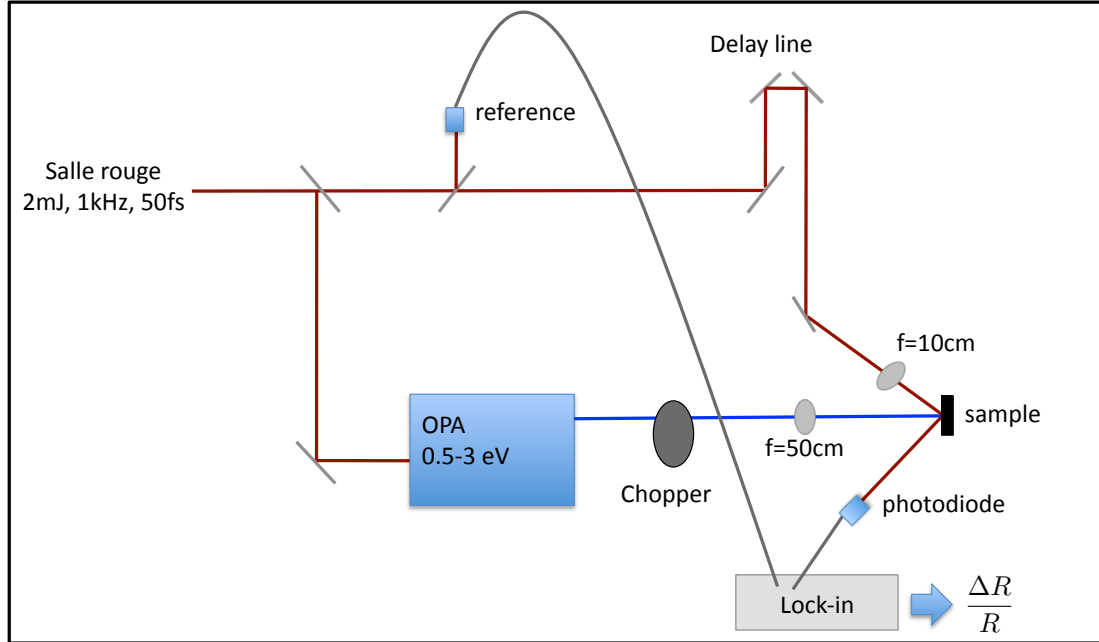 Delay line
reference
Salle rouge
2mJ, 1kHz, 50fs
f=10cm
OPA
0.5-3 eV
sample
f=50cm
Chopper
photodiode
Lock-in
ΔR
R